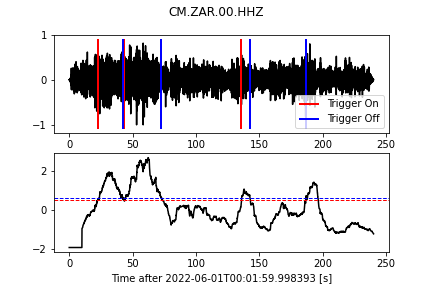 CM.ZAR.00.HHZ
1
0
−1
Trigger On
Trigger Off
0 50 100 150 200 250
2
0
−2
0 50 100 150 200 250
Time after 2022-06-01T00:01:59.998393 [s]